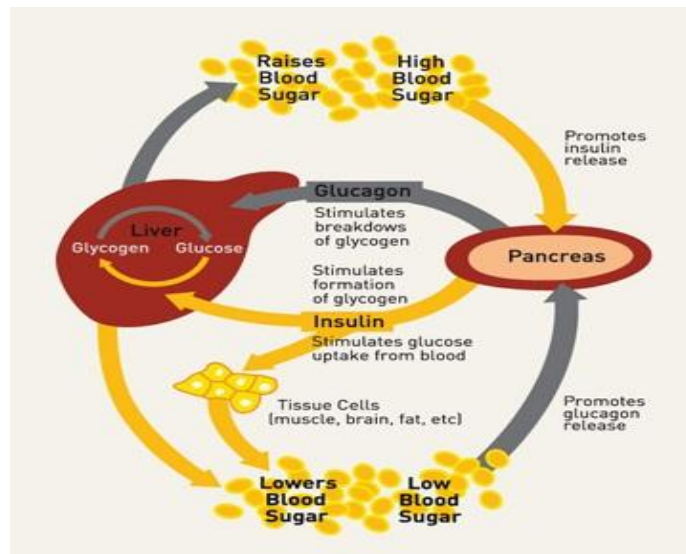 Raises
Blood
Sugar
High
Blood
Sugar
Promotes
insulin
release
Glucagon
Stimulates
breakdowns
of glycogen
Liver
Glycogen
Glucose
Pancreas
Stimulates
formation
of glycogen
Insulin
Stimulates glucose
uptake from blood
Tissue Cells
(muscle, brain, fat, etc)
Promotes
glucagon
release
Lowers
Blood
Sugar
Low
Blood
Sugar